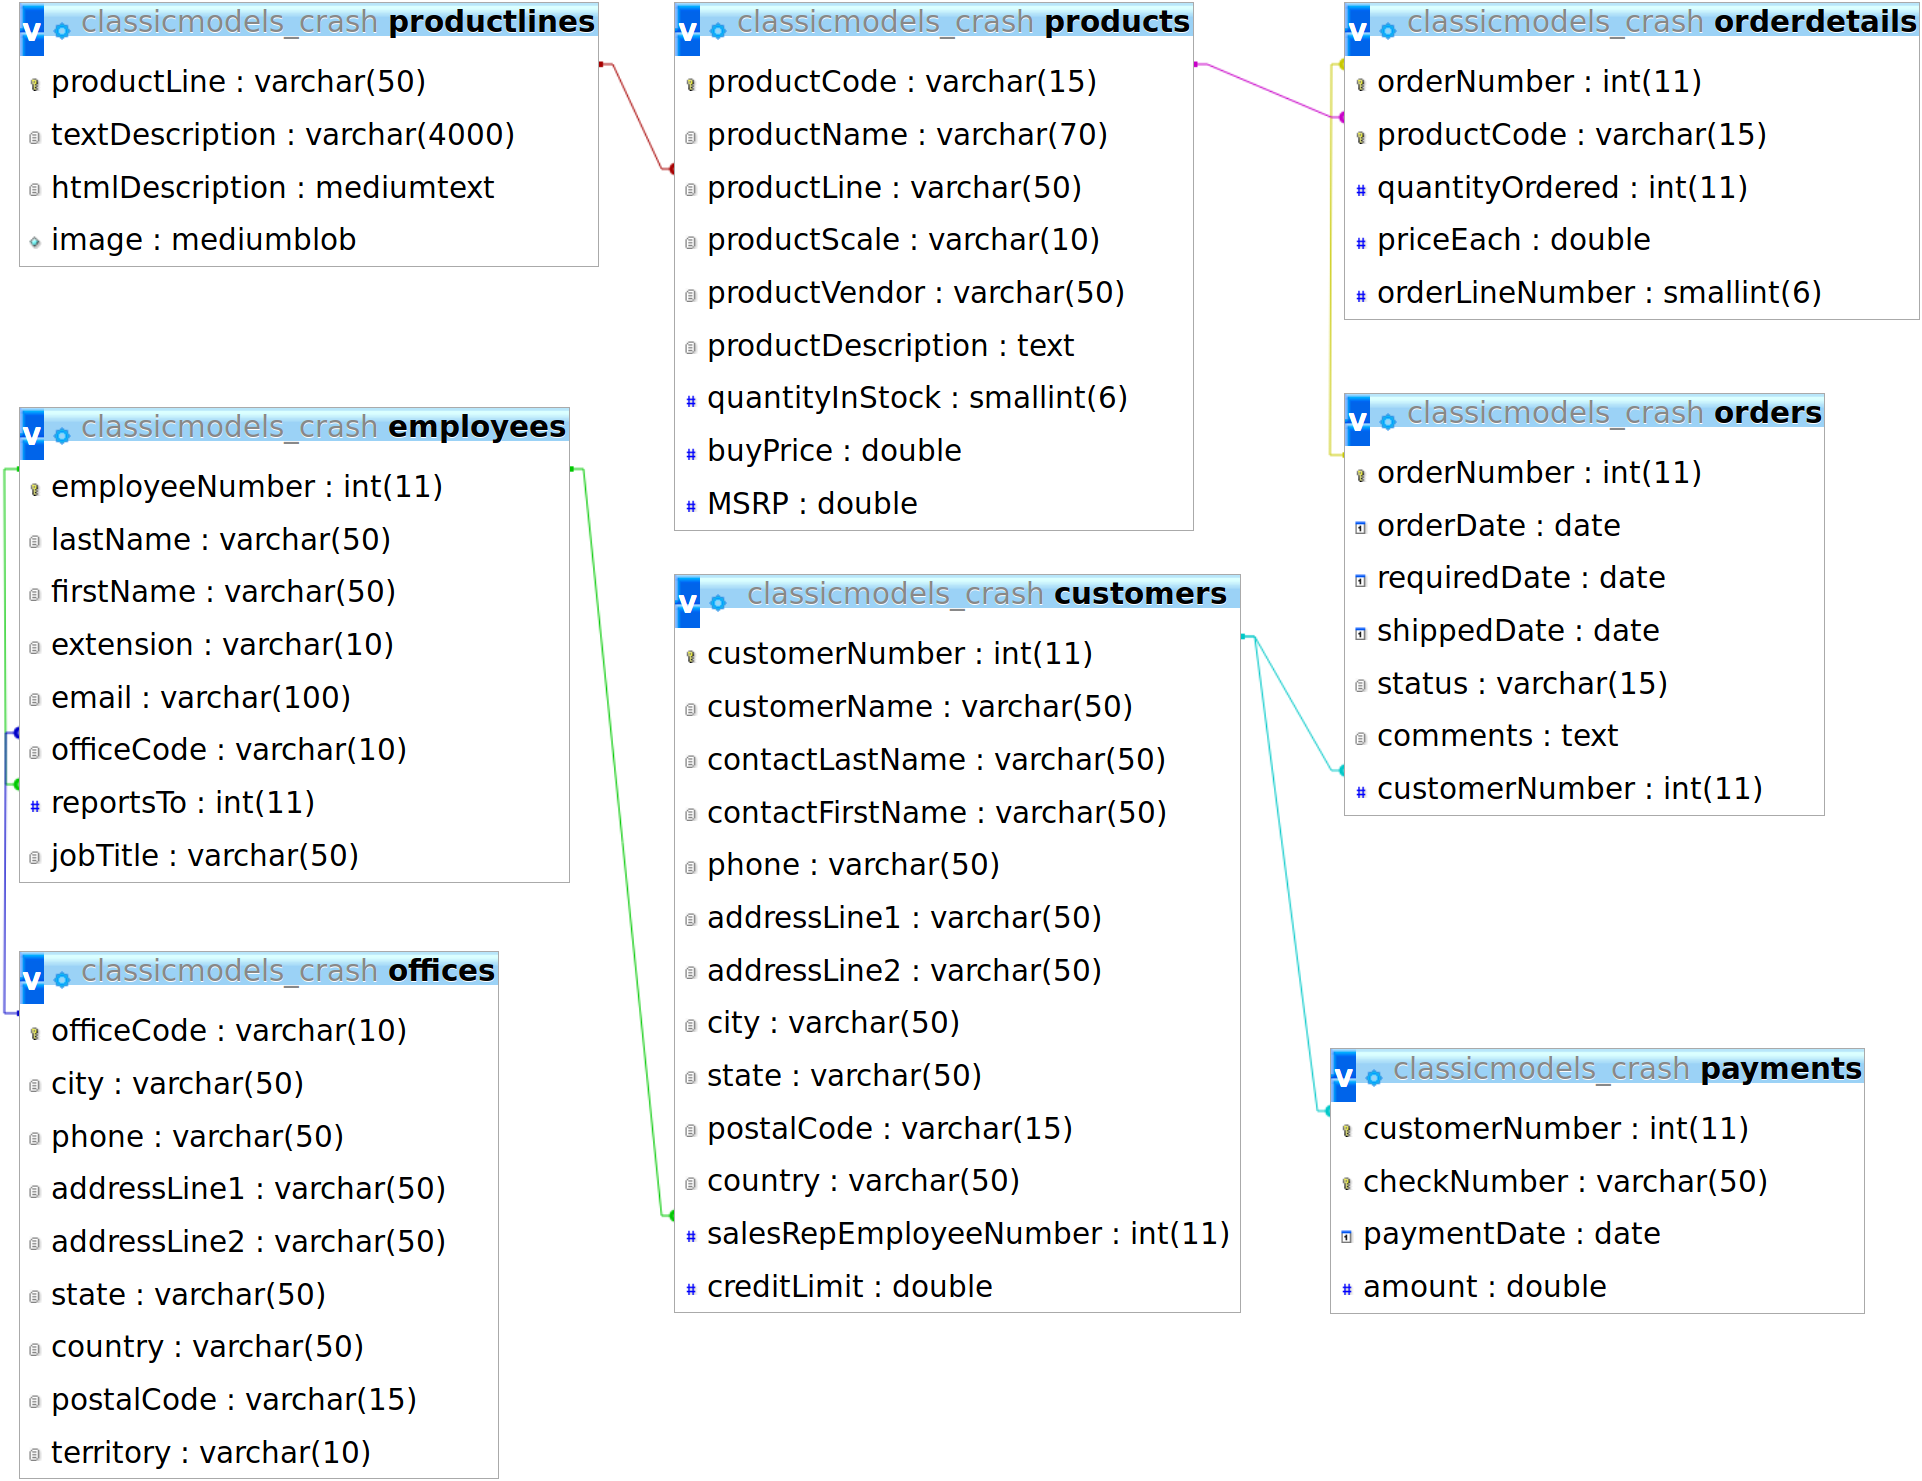 v classicmodels_crash productlines
productLine : varchar(50)
textDescription : varchar(4000)
htmlDescription : mediumtext
image : mediumblob
v classicmodels_crash products
productCode : varchar(15)
productName : varchar(70)
productLine : varchar(50)
productScale : varchar(10)
productVendor : varchar(50)
productDescription : text
# quantityInStock : smallint(6)
# buyPrice : double
# MSRP : double
v classicmodels_crash orderdetails
orderNumber : int(11)
productCode : varchar(15)
# quantityOrdered : int(11)
# priceEach : double
# orderLineNumber : smallint(6)
v classicmodels_crash employees
employeeNumber : int(11)
lastName : varchar(50)
firstName : varchar(50)
extension : varchar(10)
email : varchar(100)
officeCode : varchar(10)
# reportsTo : int(11)
jobTitle : varchar(50)
v classicmodels_crash customers
customerNumber : int(11)
customerName : varchar(50)
contactLastName : varchar(50)
contactFirstName : varchar(50)
phone : varchar(50)
addressLine1 : varchar(50)
addressLine2 : varchar(50)
city : varchar(50)
state : varchar(50)
postalCode : varchar(15)
country : varchar(50)
# salesRepEmployeeNumber : int(11)
# creditLimit : double
v classicmodels_crash orders
orderNumber : int(11)
orderDate : date
requiredDate : date
shippedDate : date
status : varchar(15)
comments : text
# customerNumber : int(11)
v classicmodels_crash offices
officeCode : varchar(10)
city : varchar(50)
phone : varchar(50)
addressLine1 : varchar(50)
addressLine2 : varchar(50)
state : varchar(50)
country : varchar(50)
postalCode : varchar(15)
territory : varchar(10)
v classicmodels_crash payments
customerNumber : int(11)
checkNumber : varchar(50)
paymentDate : date
# amount : double